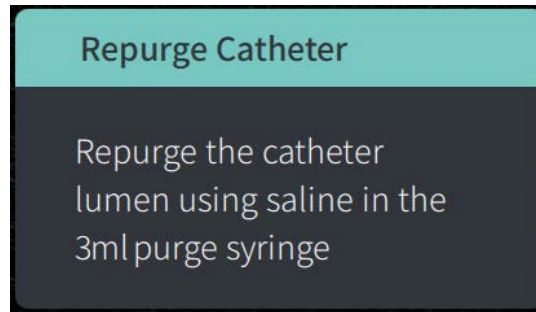 Repurge Catheter
Repurge the catheter
lumen using saline in the
3ml purge syringe